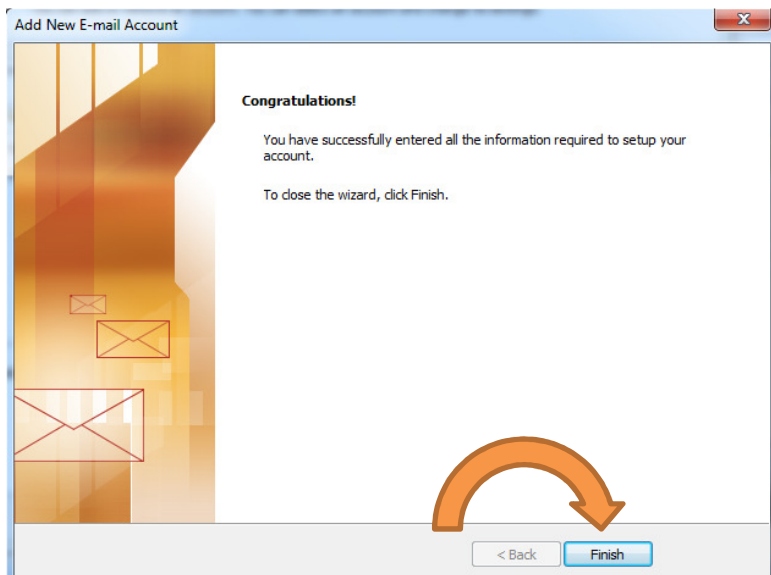 Add New E-mail Account
Congratulations!
You have successfully entered all the information required to setup your
account.
To close the wizard, click Finish.
< Back
Finish